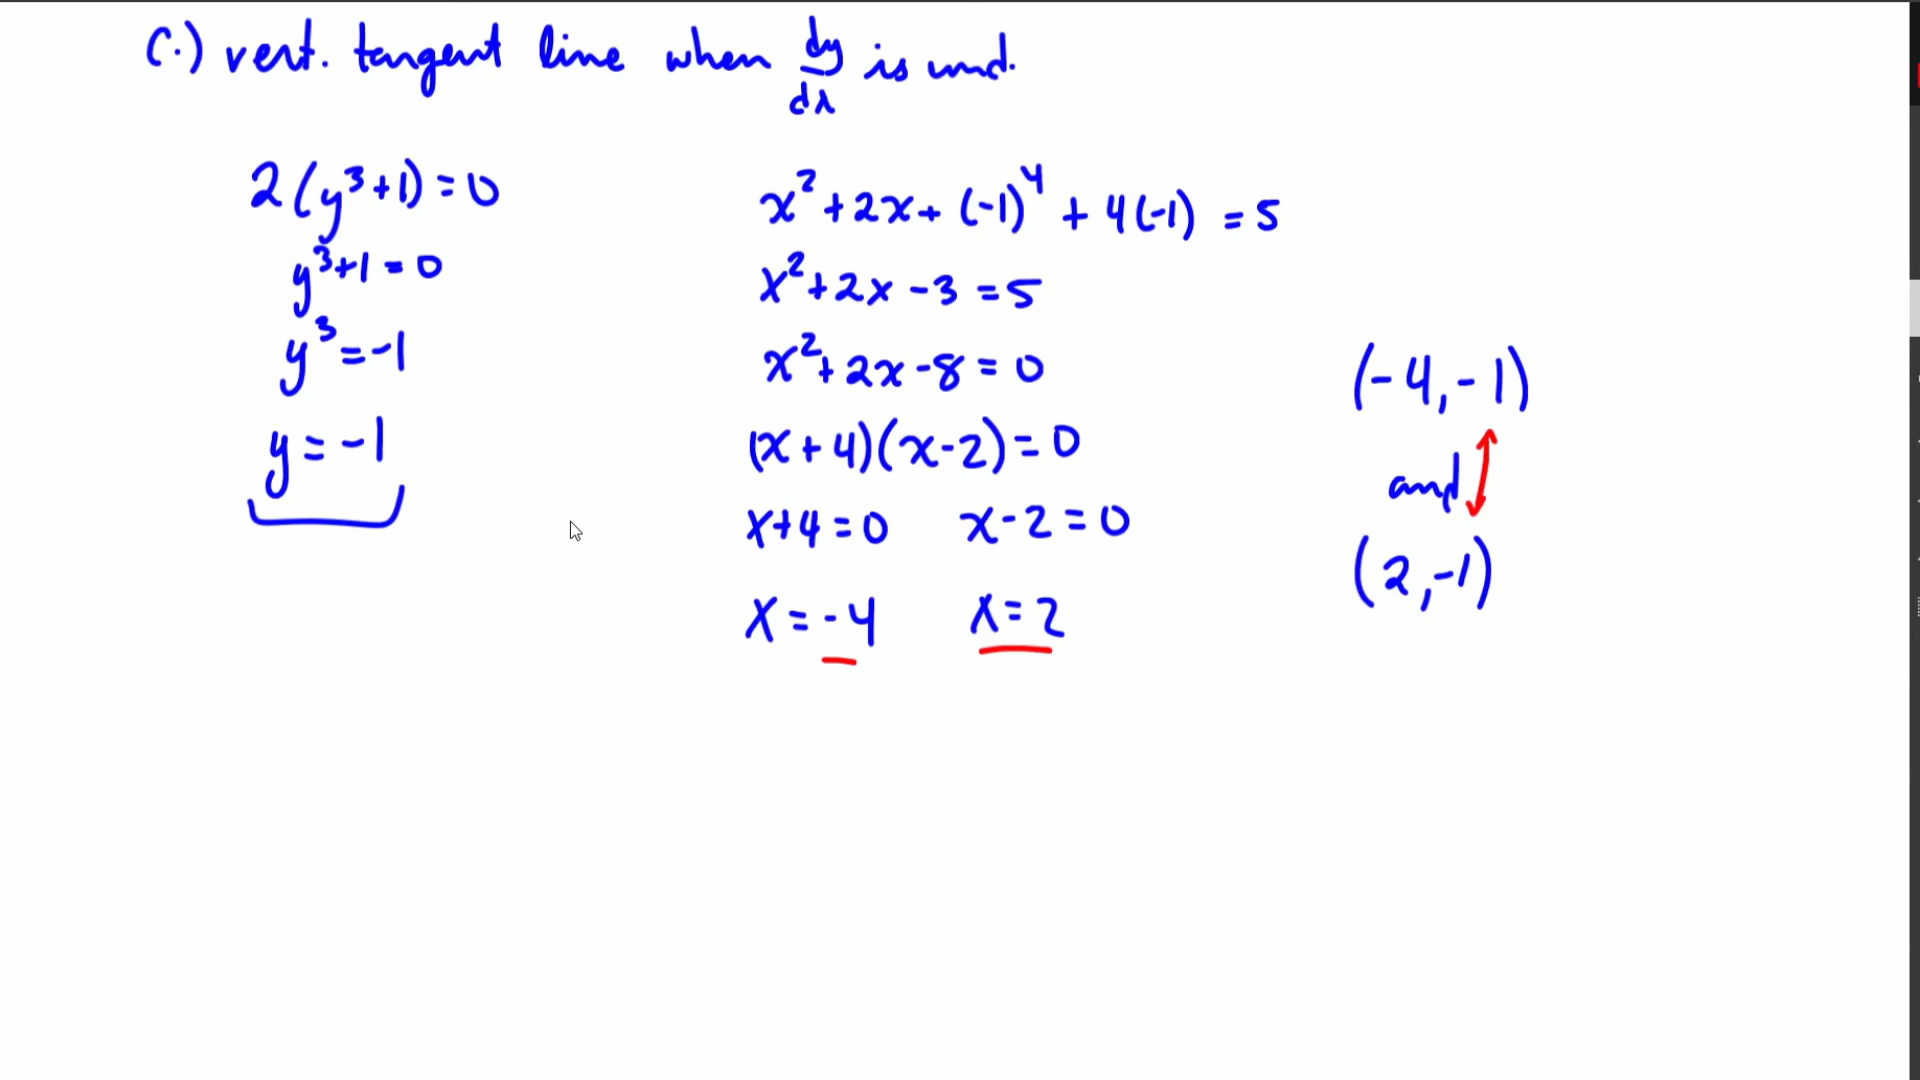 C.) vert. tangent line when dy/dx is und.
2(y³+1)=0
y³+1=0
y³=-1
y=-1
x²+2x+(-1)⁴+4(-1)=5
x²+2x-3=5
x²+2x-8=0
(x+4)(x-2)=0
x+4=0 x-2=0
x=-4 x=2
(-4,-1)
and
(2,-1)